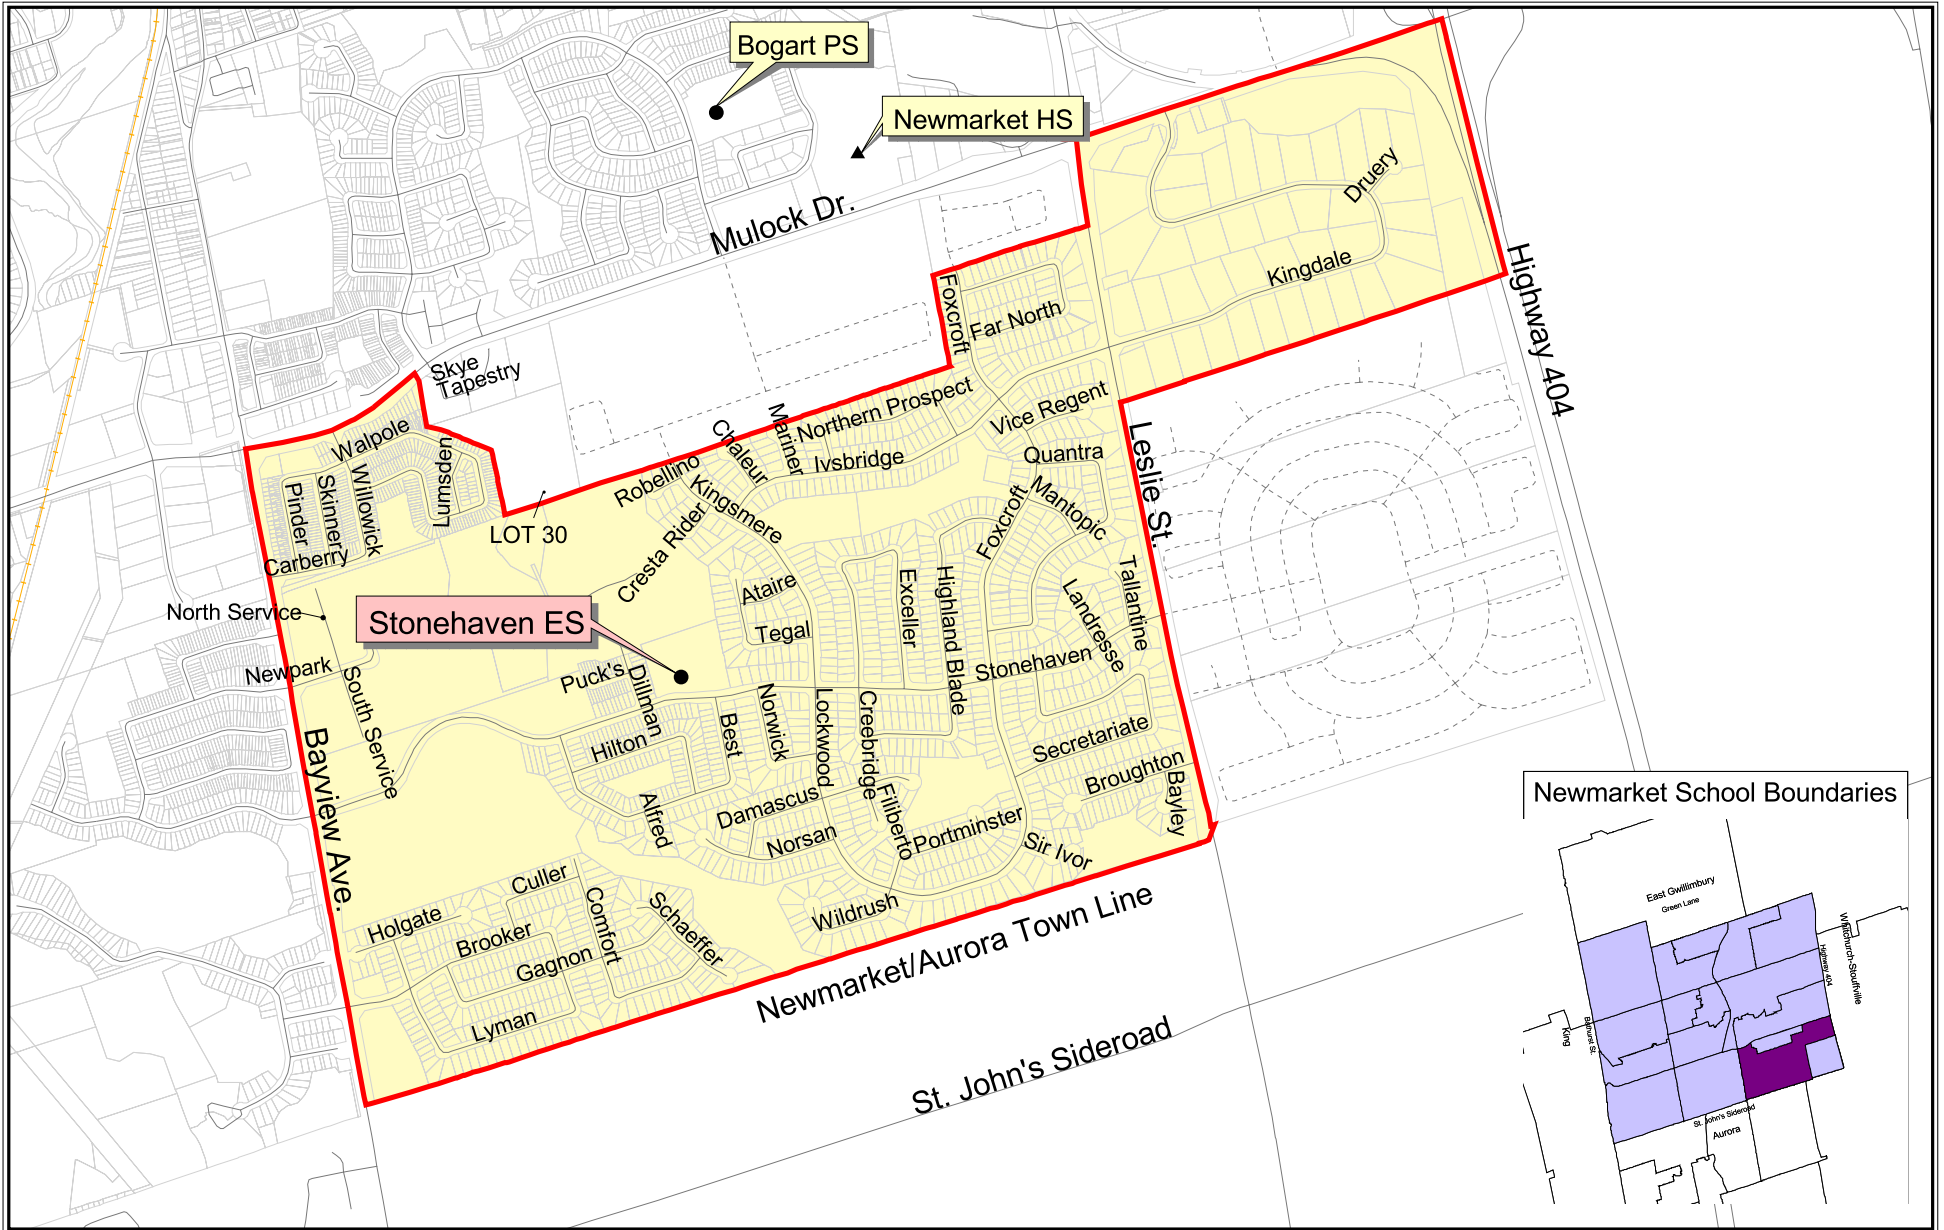 Bogart PS
Newmarket HS
Mulock Dr.
Druery
Kingdale
Highway 404
Foxcroft
Far North
Skye
Tapestry
Northern Prospect
Mariner
Chaleur
Vice Regent
Ivsbridge
Quantra
Leslie St.
Walpole
Lumsden
Willowick
Skinner
Pinder
Carberry
LOT 30
Robellino
Kingsmere
Cresta Rider
Foxcroft
Mantopic
Ataire
Tegal
Exceller
Highland Blade
Landresse
Tallantine
North Service
Stonehaven ES
Newpark
South Service
Puck's
Dillman
Stonehaven
Norwick
Lockwood
Creebridge
Best
Hilton
Secretariate
Broughton
Bayley
Bayview Ave.
Alfred
Damascus
Filiberto
Norsan
Portminster
Sir Ivor
Culler
Comfort
Schaeffer
Holgate
Brooker
Gagnon
Wildrush
Lyman
Newmarket/Aurora Town Line
St. John's Sideroad
Newmarket School Boundaries
East Gwillimbury
Green Lane
Whitchurch-Stouffville
Highway 404
King
Bathurst St.
St. John's Sideroad
Aurora